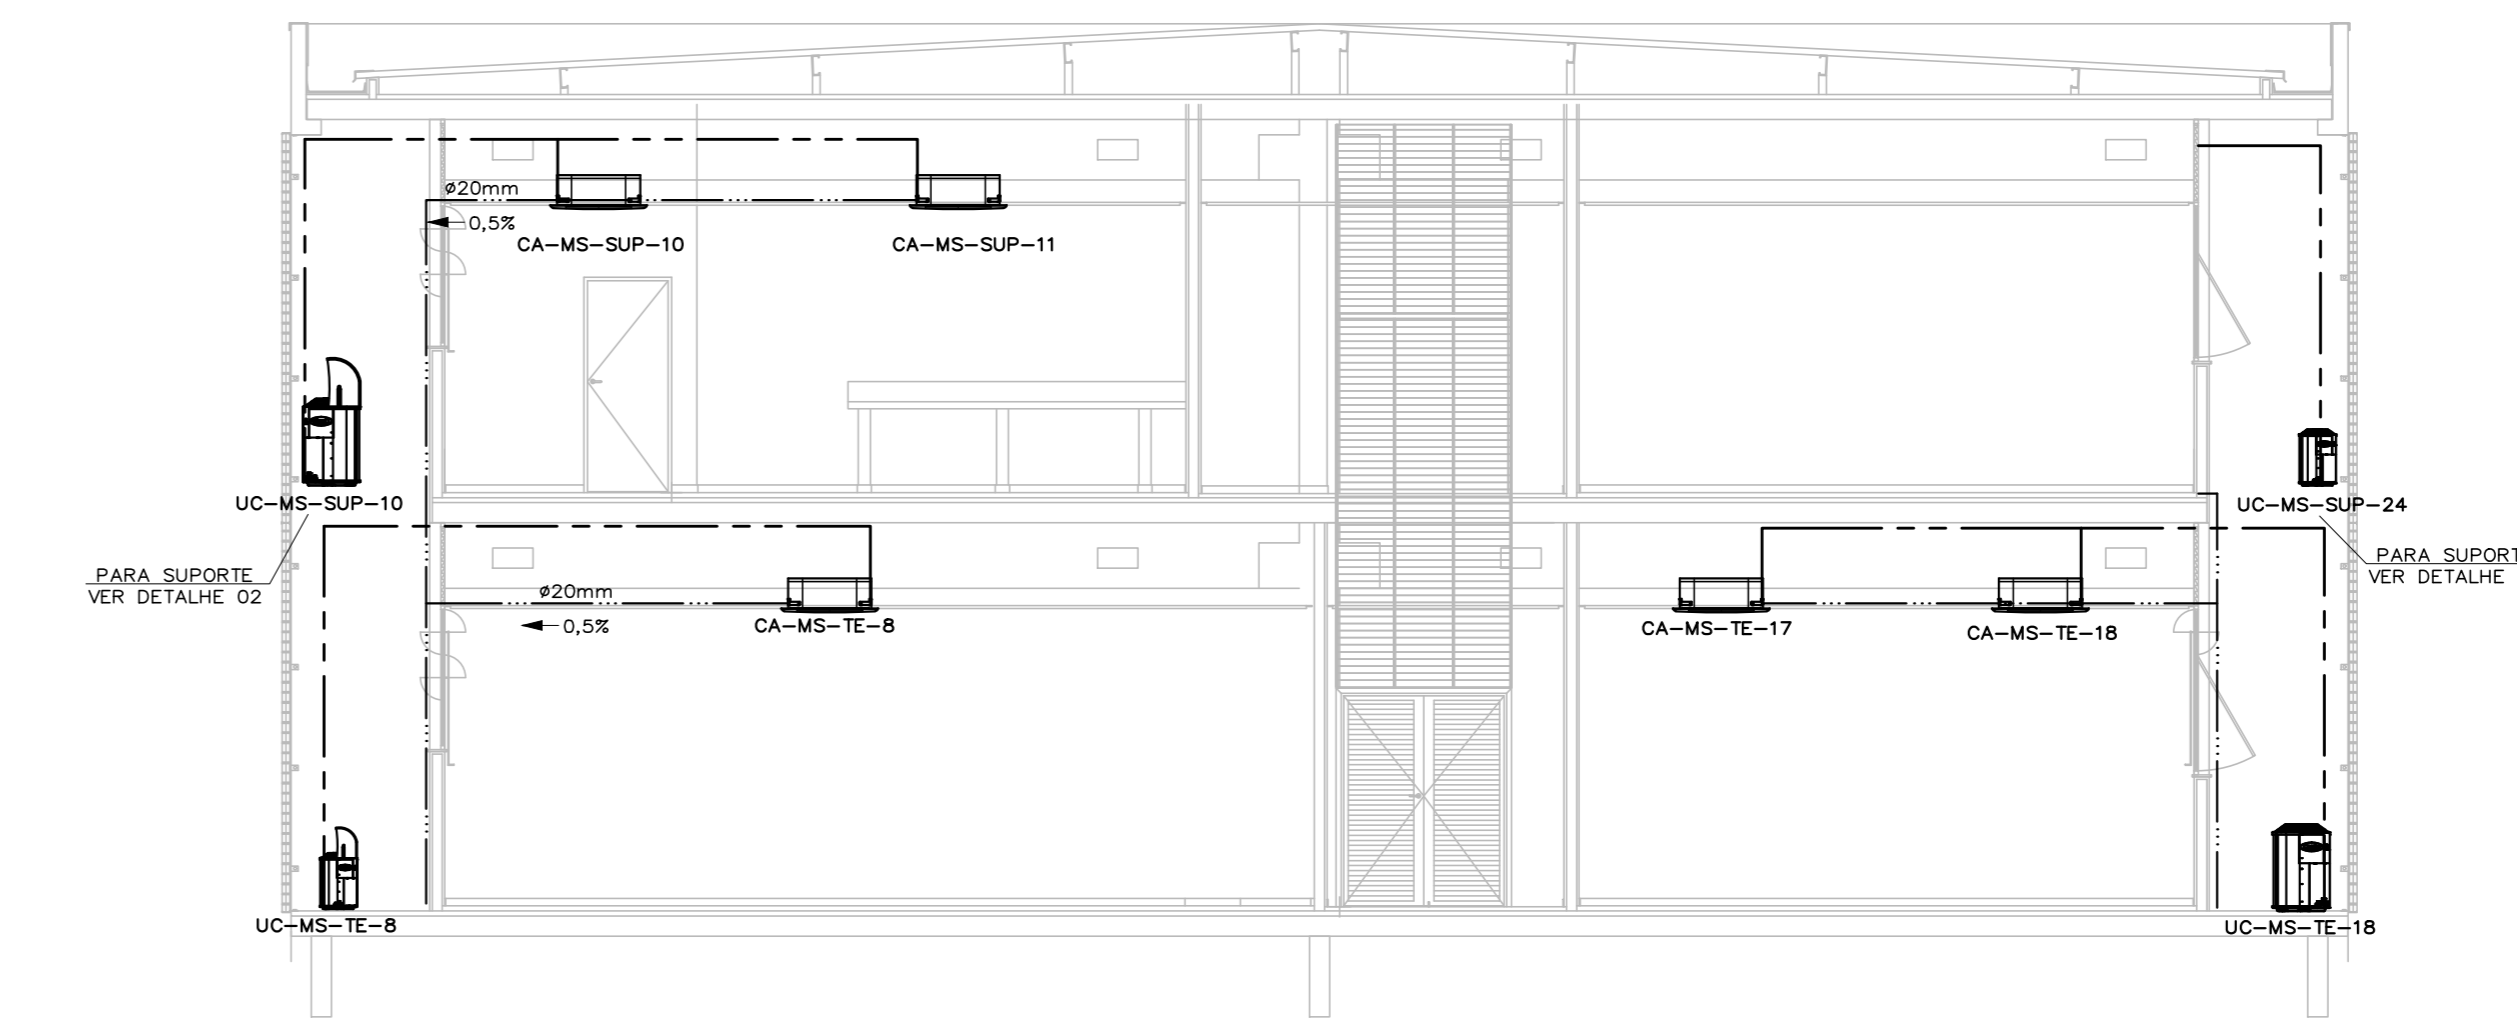 ø20mm
0,5%
CA-MS-SUP-10
CA-MS-SUP-11
UC-MS-SUP-10
UC-MS-SUP-24
PARA SUPORTE
VER DETALHE 02
PARA SUPORT
VER DETALHE
ø20mm
0,5%
CA-MS-TE-8
CA-MS-TE-17
CA-MS-TE-18
UC-MS-TE-8
UC-MS-TE-18